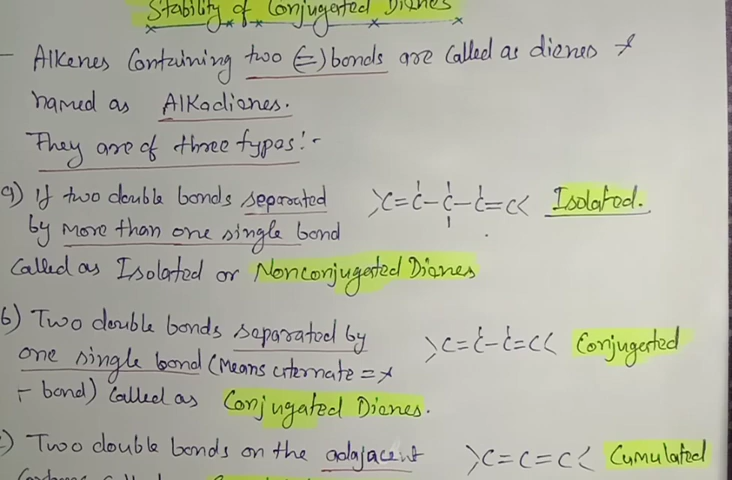 Stability of Conjugated Dienes
- Alkenes Containing two (=) bonds are called as dienes &
named as Alkadienes.
They are of three types:-
a) If two double bonds separated >C=C-C-C=C< Isolated.
by more than one single bond
Called as Isolated or Nonconjugated Dienes
b) Two double bonds separated by >C=C-C=C< Conjugated
one single bond (Means alternate = &
- bond) Called as Conjugated Dienes.
) Two double bonds on the adajacent >C=C=C< Cumulated